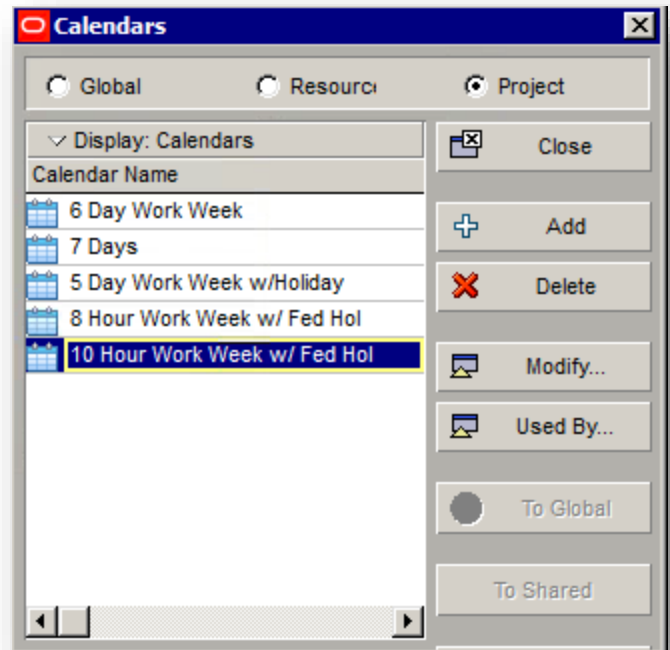 Calendars
Global
Resourc
Project
Display: Calendars
Calendar Name
6 Day Work Week
7 Days
5 Day Work Week w/Holiday
8 Hour Work Week w/ Fed Hol
10 Hour Work Week w/ Fed Hol
Close
Add
Delete
Modify...
Used By...
To Global
To Shared